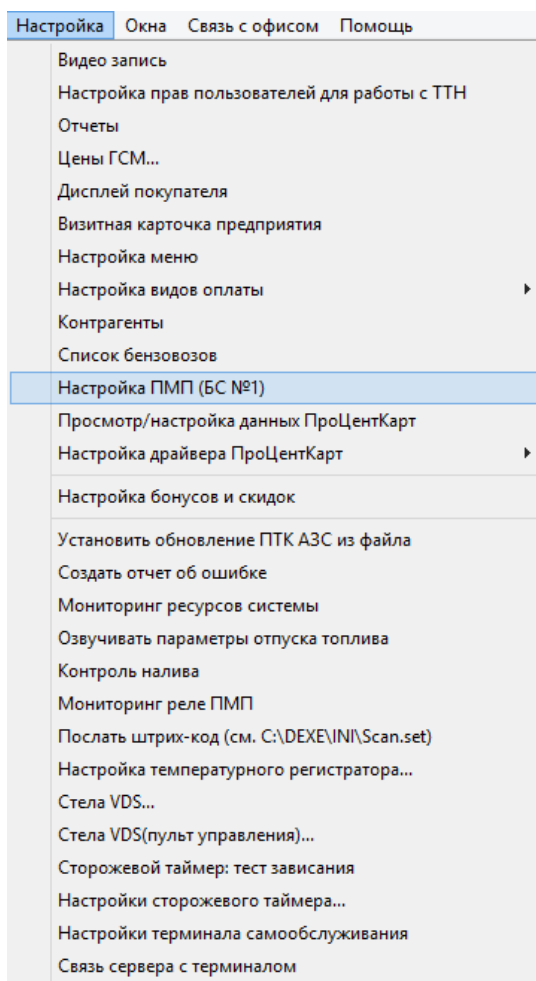 Настройка Окна Связь с офисом Помощь
Видео запись
Настройка прав пользователей для работы с ТТН
Отчеты
Цены ГСМ...
Дисплей покупателя
Визитная карточка предприятия
Настройка меню
Настройка видов оплаты
Контрагенты
Список бензовозов
Настройка ПМП (БС №1)
Просмотр/настройка данных ПроЦентКарт
Настройка драйвера ПроЦентКарт
Настройка бонусов и скидок
Установить обновление ПТК АЗС из файла
Создать отчет об ошибке
Мониторинг ресурсов системы
Озвучивать параметры отпуска топлива
Контроль налива
Мониторинг реле ПМП
Послать штрих-код (см. C:\DEXE\INI\Scan.set)
Настройка температурного регистратора...
Стела VDS...
Стела VDS(пульт управления)...
Сторожевой таймер: тест зависания
Настройки сторожевого таймера...
Настройки терминала самообслуживания
Связь сервера с терминалом